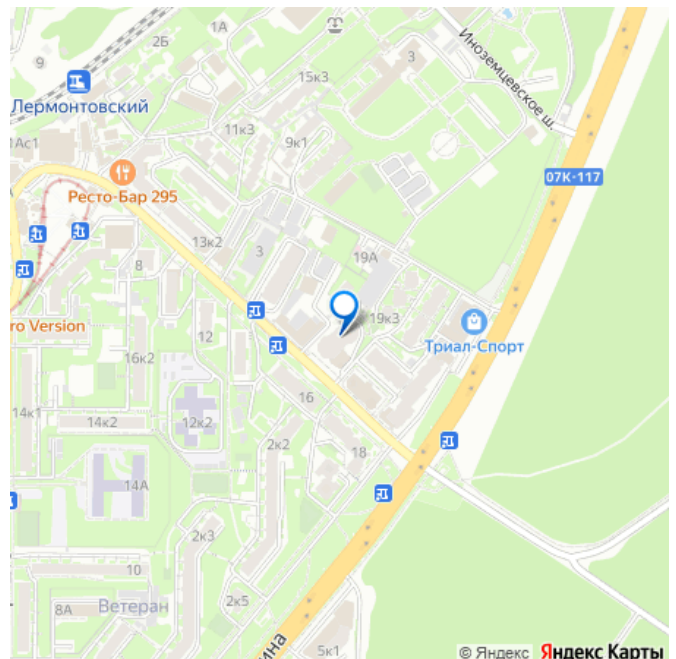 1А
2Б
9
3
Иноземцевское ш.
15к3
Лермонтовский
11к3
9к1
1Ас1
07К-117
Ресто-Бар 295
13к2
3
19А
8
19к3
ro Version
12
Триал-Спорт
16к2
16
14к1
14к2
12к2
2к2
18
14А
2к3
10
8А
Ветеран
2к5
ина
5к1
© Яндекс Яндекс Карты